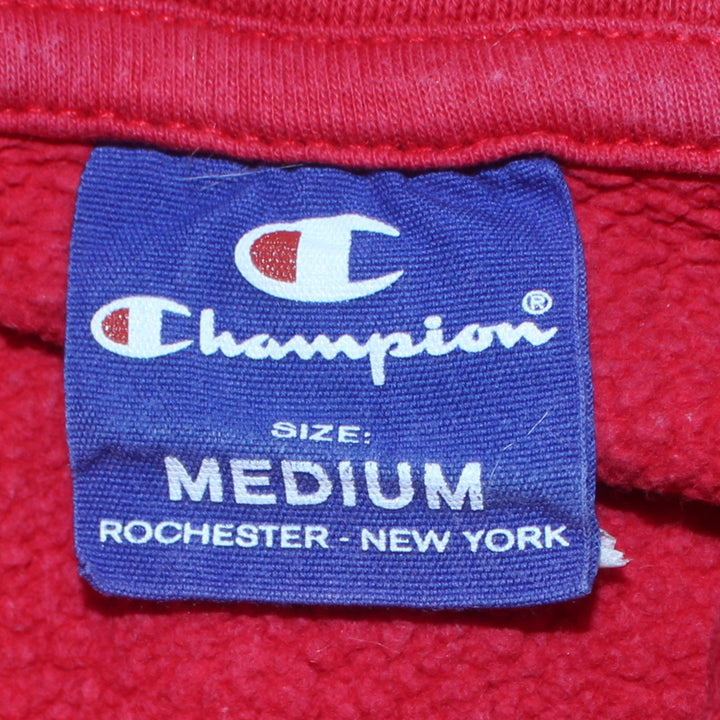 Champion®
SIZE:
MEDIUM
ROCHESTER - NEW YORK